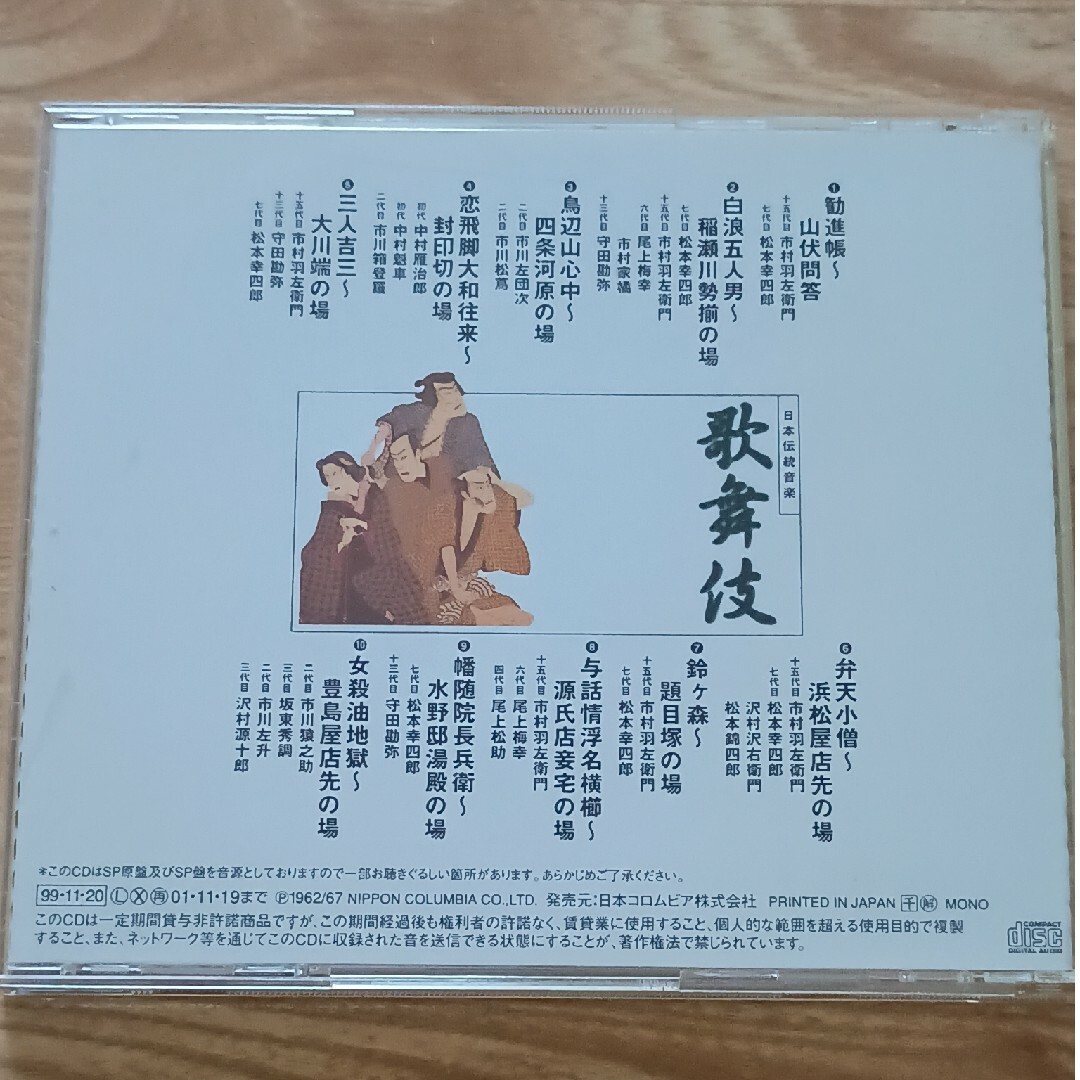 ❶勧進帳～
山伏問答
十五代目 市村羽左衛門
七代目 松本幸四郎
❷白浪五人男～
稲瀬川勢揃の場
七代目 松本幸四郎
十五代目 市村羽左衛門
六代目 尾上梅幸
市村家橘
十三代目 守田勘弥
❸鳥辺山心中～
四条河原の場
二代目 市川左団次
二代目 市川松蔦
❹恋飛脚大和往来～
封印切の場
初代 中村雁治郎
初代 中村魁車
二代目 市川箱登羅
❺三人吉三～
大川端の場
十五代目 市村羽左衛門
十三代目 守田勘弥
七代目 松本幸四郎
日本伝統音楽
歌舞伎
❻弁天小僧～
浜松屋店先の場
十五代目 市村羽左衛門
七代目 松本幸四郎
沢村沢右衛門
松本錦四郎
❼鈴ヶ森～
題目塚の場
十五代目 市村羽左衛門
七代目 松本幸四郎
❽与話情浮名横櫛～
源氏店妾宅の場
十五代目 市村羽左衛門
六代目 尾上梅幸
四代目 尾上松助
❾幡随院長兵衛～
水野邸湯殿の場
七代目 松本幸四郎
十三代目 守田勘弥
❿女殺油地獄～
豊島屋店先の場
二代目 市川猿之助
三代目 坂東秀調
二代目 市川左升
三代目 沢村源十郎
*このCDはSP原盤及びSP盤を音源としておりますので一部お聴きぐるしい箇所があります。あらかじめご了承ください。
99・11・20 Ⓛ Ⓧ ㊢ 01・11・19まで Ⓟ1962/67 NIPPON COLUMBIA CO.,LTD. 発売元:日本コロムビア株式会社 PRINTED IN JAPAN MONO
このCDは一定期間貸与非許諾商品ですが、この期間経過後も権利者の許諾なく、賃貸業に使用すること、個人的な範囲を超える使用目的で複製
すること、また、ネットワーク等を通じてこのCDに収録された音を送信できる状態にすることが、著作権法で禁じられています。
COMPACT
disc
DIGITAL AUDIO